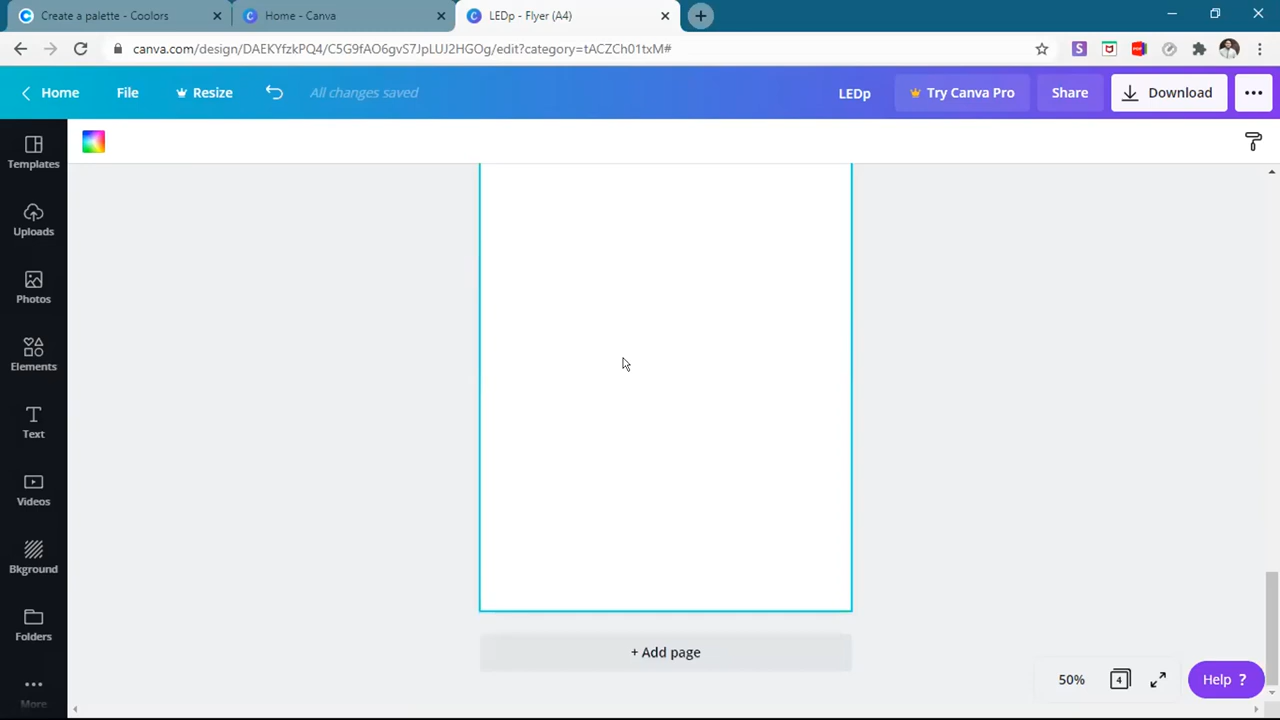 Create a palette - Coolors
Home - Canva
LEDp - Flyer (A4)
canva.com/design/DAEKYfzkPQ4/C5G9fAO6gvS7JpLUJ2HGOg/edit?category=tACZCh01txM#
Home
File
Resize
All changes saved
LEDp
Try Canva Pro
Share
Download
Templates
Uploads
Photos
Elements
Text
Videos
Bkground
Folders
More
+ Add page
50%
4
Help ?